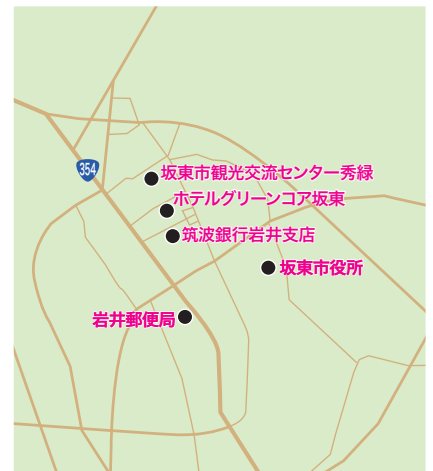 354
坂東市観光交流センター秀緑
ホテルグリーンコア坂東
筑波銀行岩井支店
坂東市役所
岩井郵便局